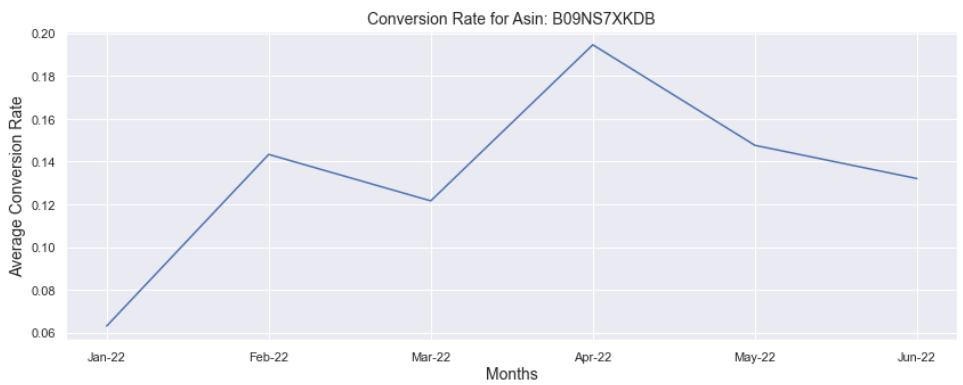 Conversion Rate for Asin: B09NS7XKDB
Average Conversion Rate
0.20
0.18
0.16
0.14
0.12
0.10
0.08
0.06
Jan-22 Feb-22 Mar-22 Apr-22 May-22 Jun-22
Months